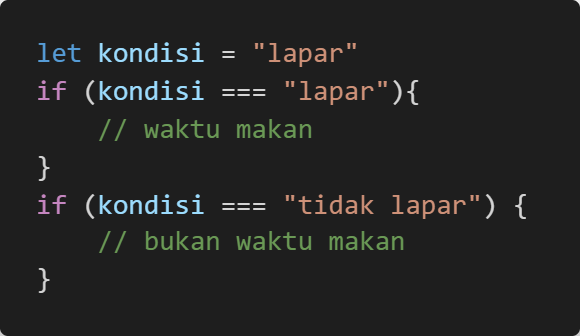 let kondisi = "lapar"
if (kondisi === "lapar"){
    // waktu makan
}
if (kondisi === "tidak lapar") {
    // bukan waktu makan
}